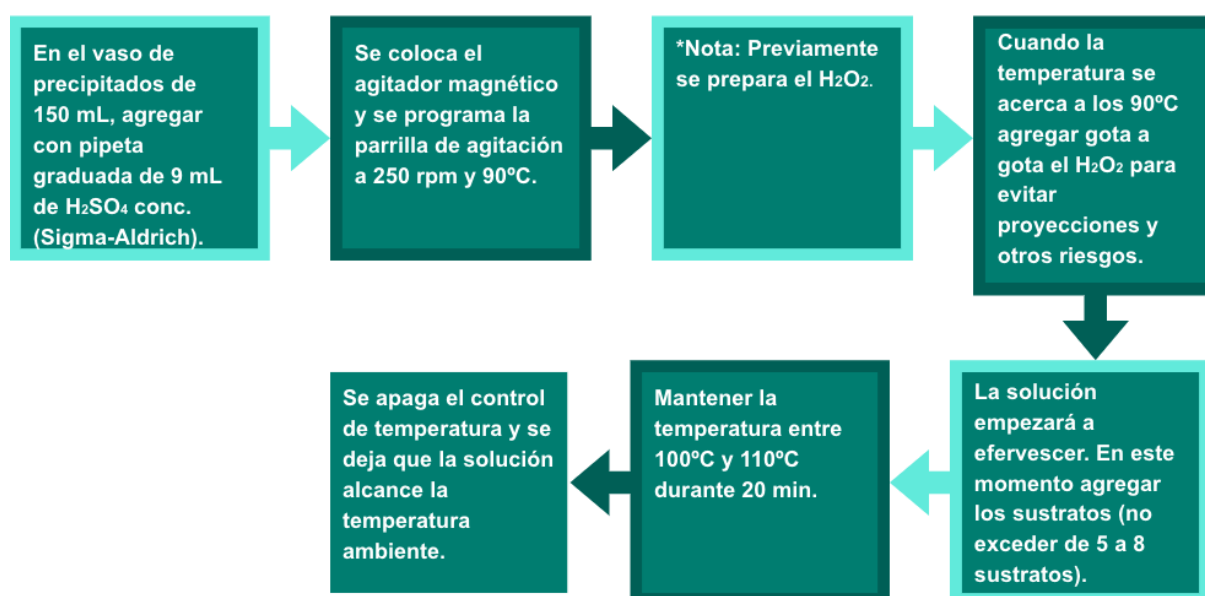 En el vaso de
precipitados de
150 mL, agregar
con pipeta
graduada de 9 mL
de H₂SO₄ conc.
(Sigma-Aldrich).
Se coloca el
agitador magnético
y se programa la
parrilla de agitación
a 250 rpm y 90ºC.
*Nota: Previamente
se prepara el H₂O₂.
Cuando la
temperatura se
acerca a los 90ºC
agregar gota a
gota el H₂O₂ para
evitar
proyecciones y
otros riesgos.
La solución
empezará a
efervescer. En este
momento agregar
los sustratos (no
exceder de 5 a 8
sustratos).
Mantener la
temperatura entre
100ºC y 110ºC
durante 20 min.
Se apaga el control
de temperatura y se
deja que la solución
alcance la
temperatura
ambiente.